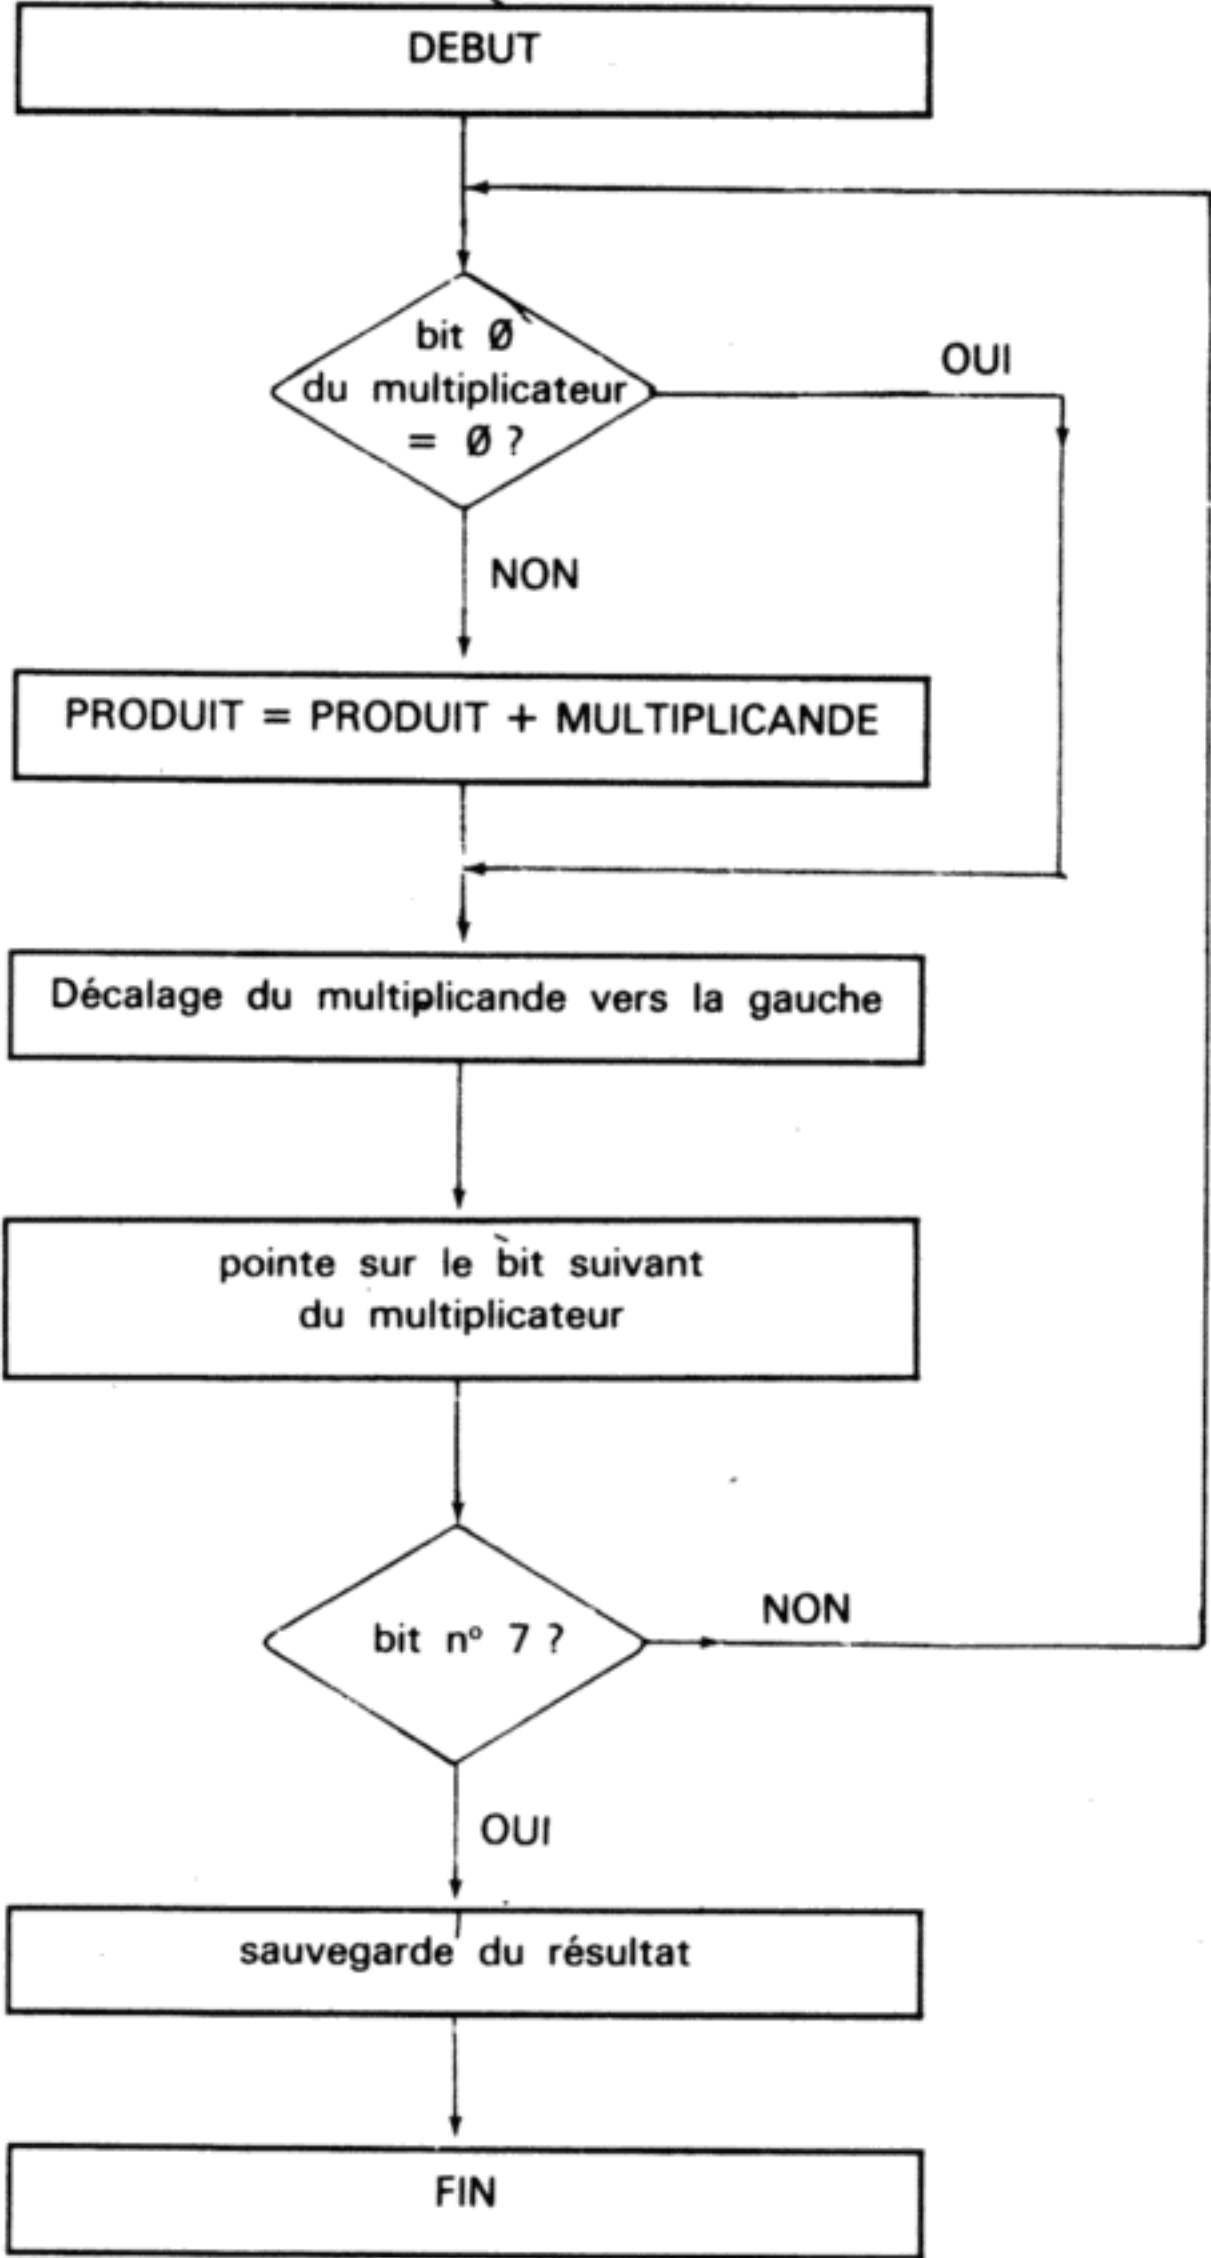 DEBUT
bit Ø
du multiplicateur
= Ø ?
OUI
NON
PRODUIT = PRODUIT + MULTIPLICANDE
Décalage du multiplicande vers la gauche
pointe sur le bit suivant
du multiplicateur
bit nº 7 ?
NON
OUI
sauvegarde du résultat
FIN